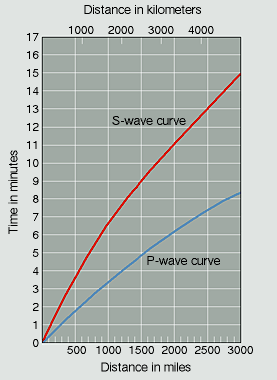 Distance in kilometers
1000 2000 3000 4000
17
16
15
14
13
12
11
10
9
8
7
6
5
4
3
2
1
0
Time in minutes
S-wave curve
P-wave curve
500 1000 1500 2000 2500 3000
Distance in miles